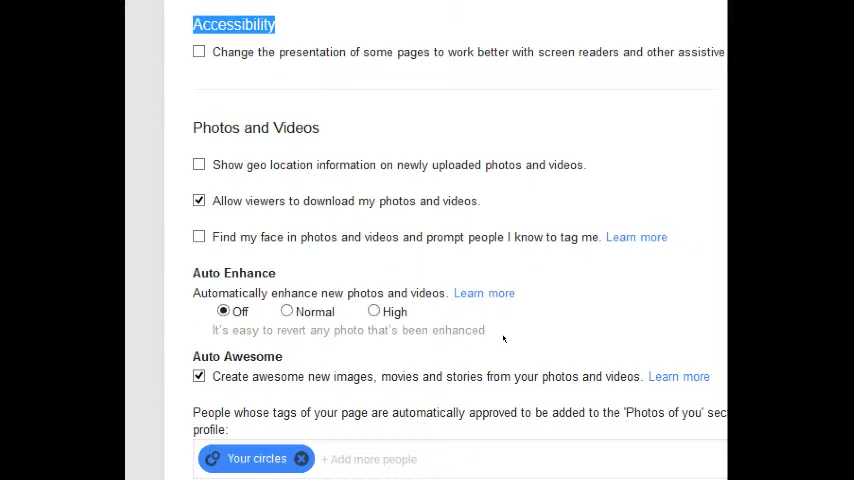 Accessibility
Change the presentation of some pages to work better with screen readers and other assistive
Photos and Videos
Show geo location information on newly uploaded photos and videos.
Allow viewers to download my photos and videos.
Find my face in photos and videos and prompt people I know to tag me. Learn more
Auto Enhance
Automatically enhance new photos and videos. Learn more
Off Normal High
It's easy to revert any photo that's been enhanced
Auto Awesome
Create awesome new images, movies and stories from your photos and videos. Learn more
People whose tags of your page are automatically approved to be added to the 'Photos of you' sec
profile:
Your circles + Add more people